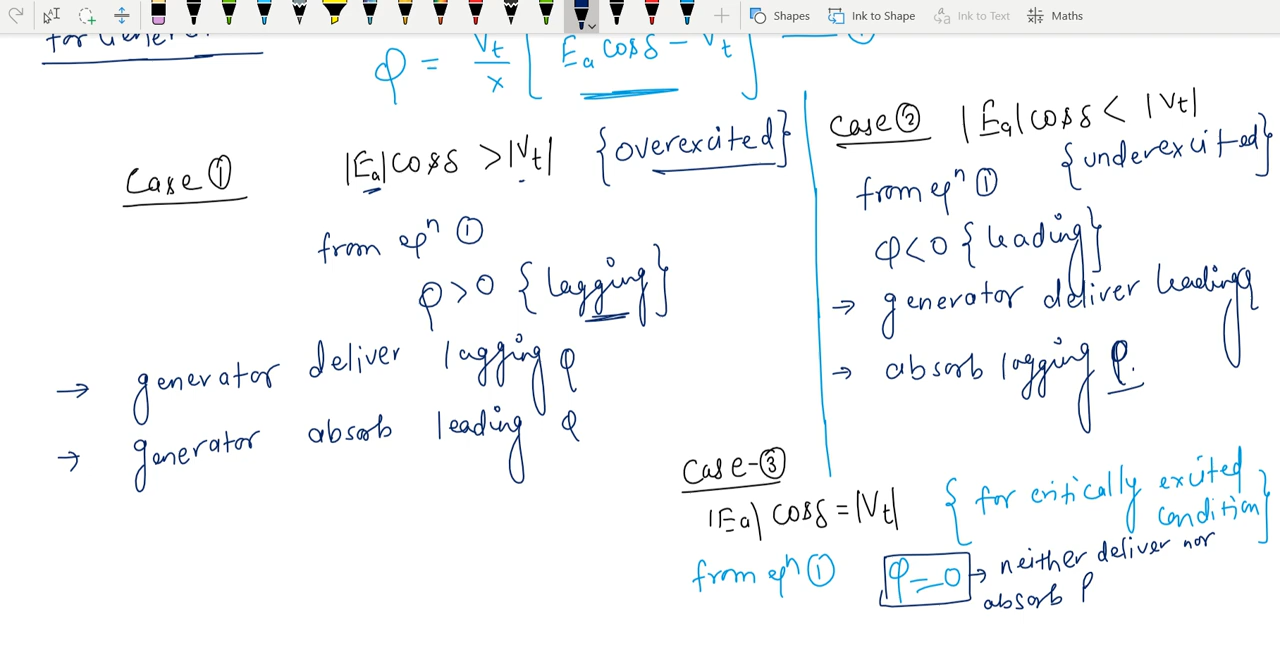 Shapes Ink to Shape Ink to Text Maths
for Gener
Q = Vt/x [Ea cosδ - Vt] — ①
Case ①
|Ea|cosδ > |Vt| {overexcited}
from eqⁿ ①
Q>0 {lagging}
→ generator deliver lagging Q
→ generator absorb leading Q
Case ② |Ea|cosδ < |Vt|
{underexcited}
from eqⁿ ①
Q<0 {leading}
→ generator deliver leading Q
→ absorb lagging Q.
Case-③
|Ea| cosδ = |Vt| {for critically excited
condition}
from eqⁿ ① Q=0 → neither deliver nor
absorb Q